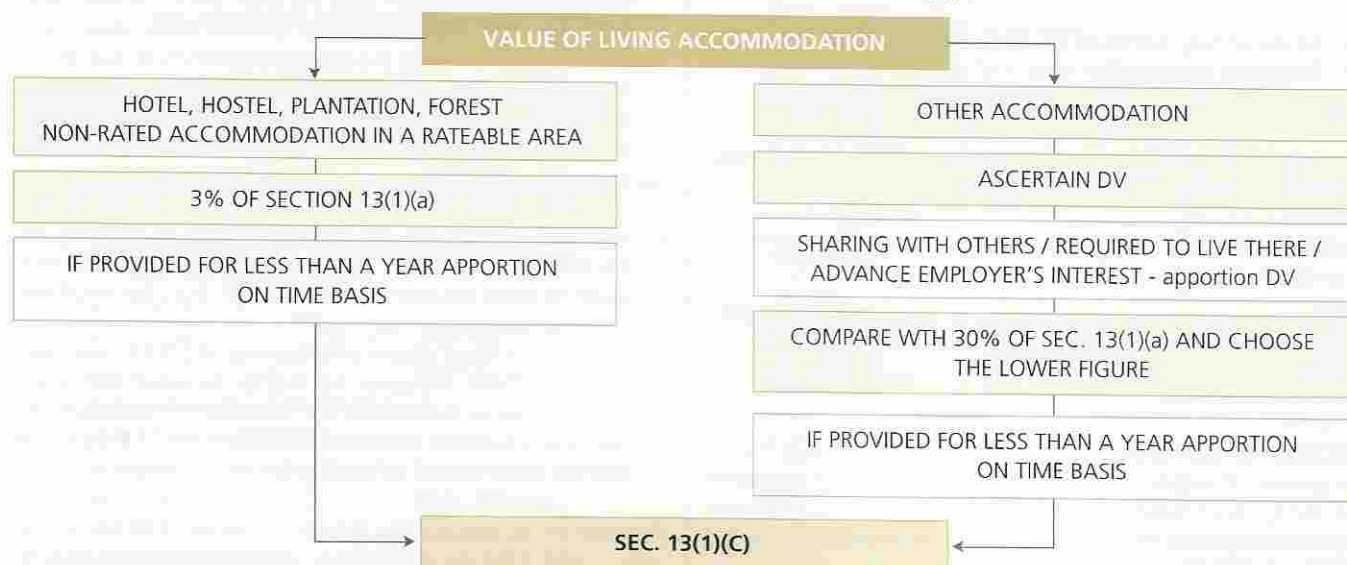 VALUE OF LIVING ACCOMMODATION
HOTEL, HOSTEL, PLANTATION, FOREST
NON-RATED ACCOMMODATION IN A RATEABLE AREA
3% OF SECTION 13(1)(a)
IF PROVIDED FOR LESS THAN A YEAR APPORTION
ON TIME BASIS
OTHER ACCOMMODATION
ASCERTAIN DV
SHARING WITH OTHERS / REQUIRED TO LIVE THERE /
ADVANCE EMPLOYER'S INTEREST - apportion DV
COMPARE WTH 30% OF SEC. 13(1)(a) AND CHOOSE
THE LOWER FIGURE
IF PROVIDED FOR LESS THAN A YEAR APPORTION
ON TIME BASIS
SEC. 13(1)(C)